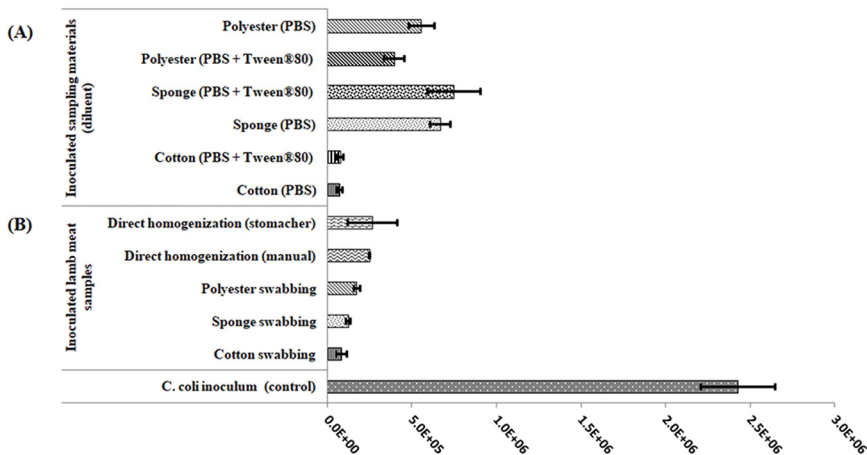 (A)
Inoculated sampling materials
(diluent)
Polyester (PBS)
Polyester (PBS + Tween®80)
Sponge (PBS + Tween®80)
Sponge (PBS)
Cotton (PBS + Tween®80)
Cotton (PBS)
(B)
Inoculated lamb meat
samples
Direct homogenization (stomacher)
Direct homogenization (manual)
Polyester swabbing
Sponge swabbing
Cotton swabbing
C. coli inoculum (control)
0.0E+00
5.0E+05
1.0E+06
1.5E+06
2.0E+06
2.5E+06
3.0E+06